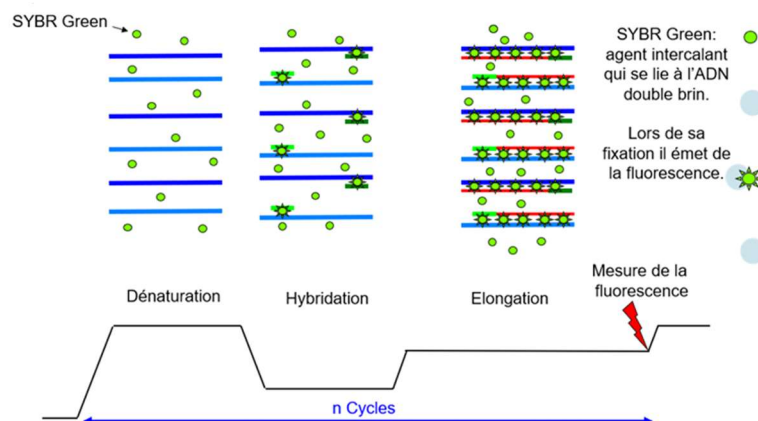 SYBR Green
SYBR Green:
agent intercalant
qui se lie à l'ADN
double brin.
Lors de sa
fixation il émet de
la fluorescence.
Dénaturation
Hybridation
Elongation
Mesure de la
fluorescence
n Cycles